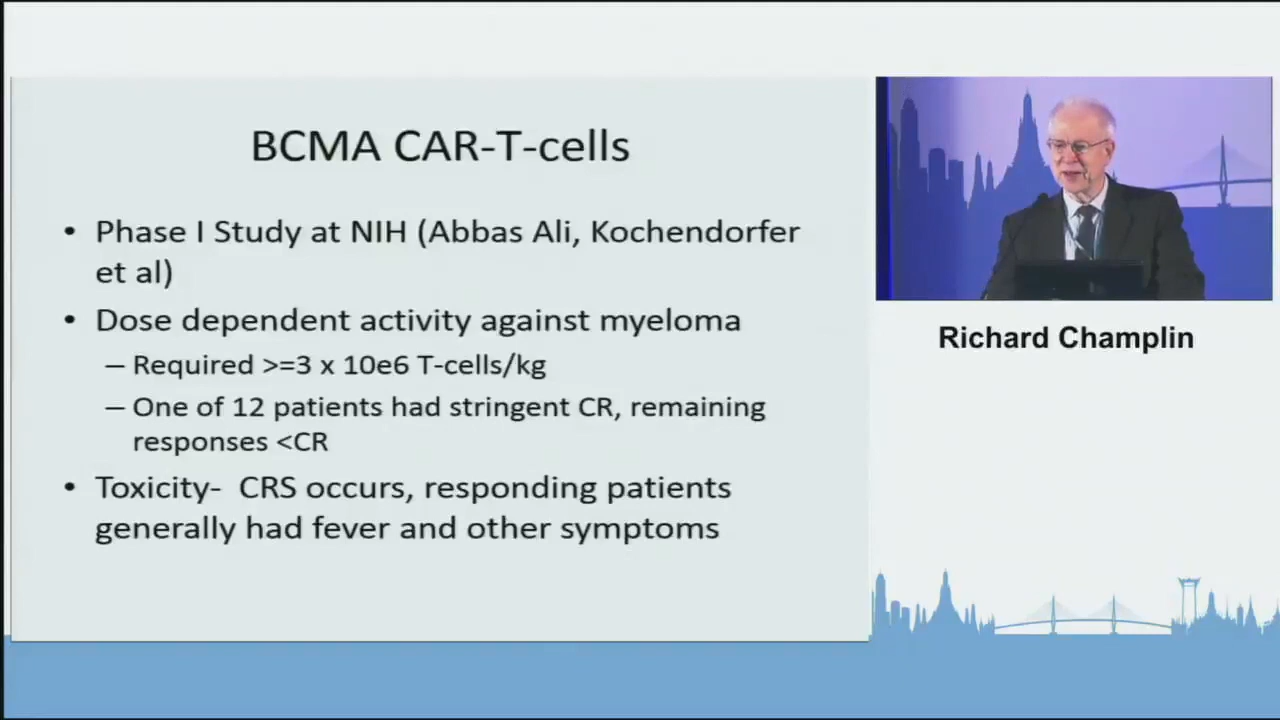 BCMA CAR-T-cells
• Phase I Study at NIH (Abbas Ali, Kochendorfer
et al)
• Dose dependent activity against myeloma
– Required >=3 x 10e6 T-cells/kg
– One of 12 patients had stringent CR, remaining
responses <CR
• Toxicity- CRS occurs, responding patients
generally had fever and other symptoms
Richard Champlin